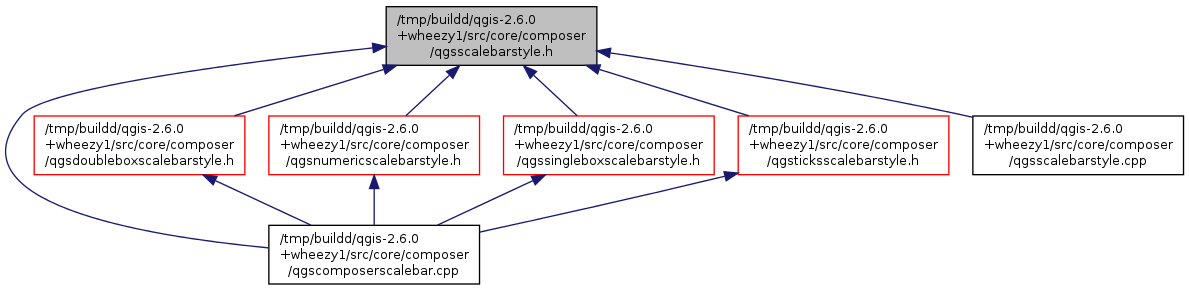 /tmp/buildd/qgis-2.6.0
+wheezy1/src/core/composer
/qgsscalebarstyle.h
/tmp/buildd/qgis-2.6.0
+wheezy1/src/core/composer
/qgsdoubleboxscalebarstyle.h
/tmp/buildd/qgis-2.6.0
+wheezy1/src/core/composer
/qgsnumericscalebarstyle.h
/tmp/buildd/qgis-2.6.0
+wheezy1/src/core/composer
/qgssingleboxscalebarstyle.h
/tmp/buildd/qgis-2.6.0
+wheezy1/src/core/composer
/qgsticksscalebarstyle.h
/tmp/buildd/qgis-2.6.0
+wheezy1/src/core/composer
/qgsscalebarstyle.cpp
/tmp/buildd/qgis-2.6.0
+wheezy1/src/core/composer
/qgscomposerscalebar.cpp